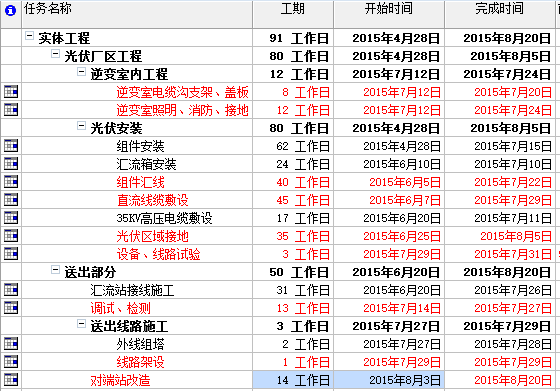 任务名称 工期 开始时间 完成时间
实体工程 91 工作日 2015年4月28日 2015年8月20日
光伏厂区工程 80 工作日 2015年4月28日 2015年8月5日
逆变室内工程 12 工作日 2015年7月12日 2015年7月24日
逆变室电缆沟支架、盖板 8 工作日 2015年7月12日 2015年7月20日
逆变室照明、消防、接地 12 工作日 2015年7月12日 2015年7月24日
光伏安装 80 工作日 2015年4月28日 2015年8月5日
组件安装 62 工作日 2015年4月28日 2015年7月15日
汇流箱安装 24 工作日 2015年6月10日 2015年7月10日
组件汇线 40 工作日 2015年6月5日 2015年7月22日
直流线缆敷设 45 工作日 2015年6月7日 2015年7月29日
35KV高压电缆敷设 17 工作日 2015年6月20日 2015年7月11日
光伏区域接地 35 工作日 2015年6月25日 2015年8月5日
设备、线路试验 3 工作日 2015年7月29日 2015年7月31日
送出部分 50 工作日 2015年6月20日 2015年8月20日
汇流站接线施工 31 工作日 2015年6月20日 2015年7月26日
调试、检测 13 工作日 2015年7月14日 2015年7月27日
送出线路施工 3 工作日 2015年7月27日 2015年7月29日
外线组塔 2 工作日 2015年7月27日 2015年7月28日
线路架设 1 工作日 2015年7月29日 2015年7月29日
对端站改造 14 工作日 2015年8月3日 2015年8月20日